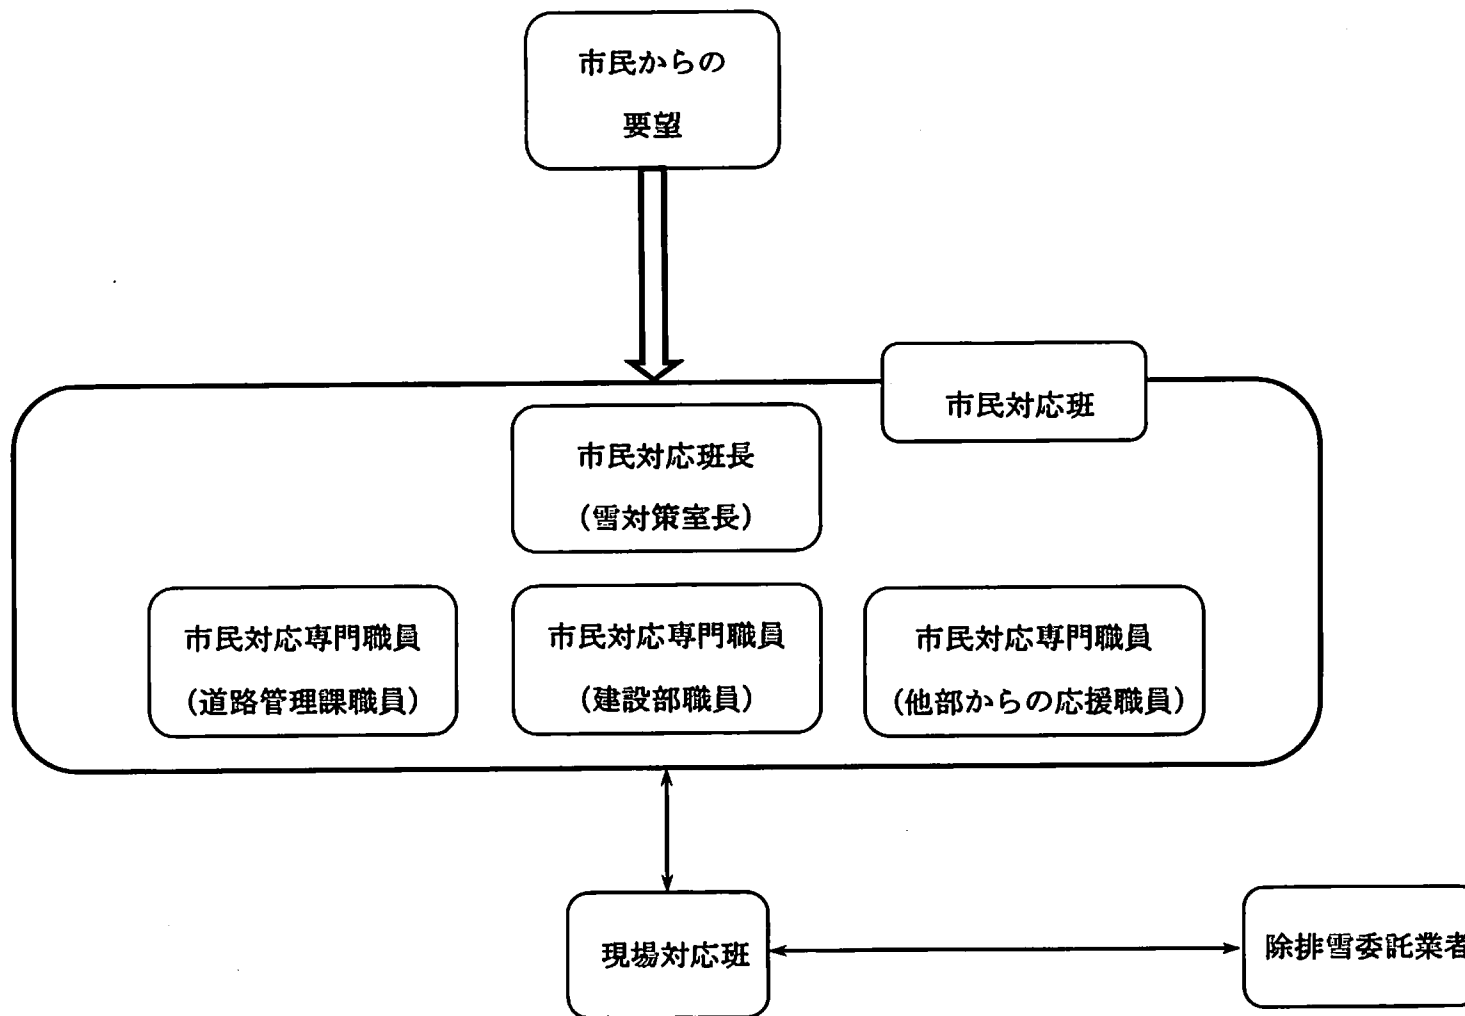 市民からの
要望
市民対応班
市民対応班長
(雪対策室長)
市民対応専門職員
(道路管理課職員)
市民対応専門職員
(建設部職員)
市民対応専門職員
(他部からの応援職員)
現場対応班
除排雪委託業者